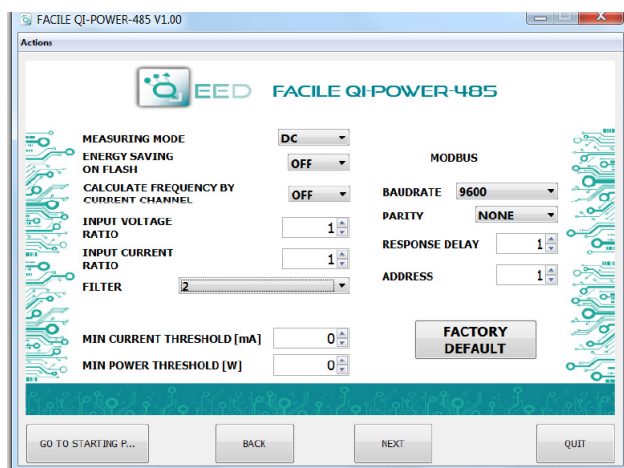 FACILE QI-POWER-485 V1.00
Actions
QEED FACILE QI-POWER-485
MEASURING MODE DC
ENERGY SAVING
ON FLASH OFF
CALCULATE FREQUENCY BY
CURRENT CHANNEL OFF
INPUT VOLTAGE
RATIO 1
INPUT CURRENT
RATIO 1
FILTER 2
MIN CURRENT THRESHOLD [mA] 0
MIN POWER THRESHOLD [W] 0
MODBUS
BAUDRATE 9600
PARITY NONE
RESPONSE DELAY 1
ADDRESS 1
FACTORY
DEFAULT
GO TO STARTING P... BACK NEXT QUIT